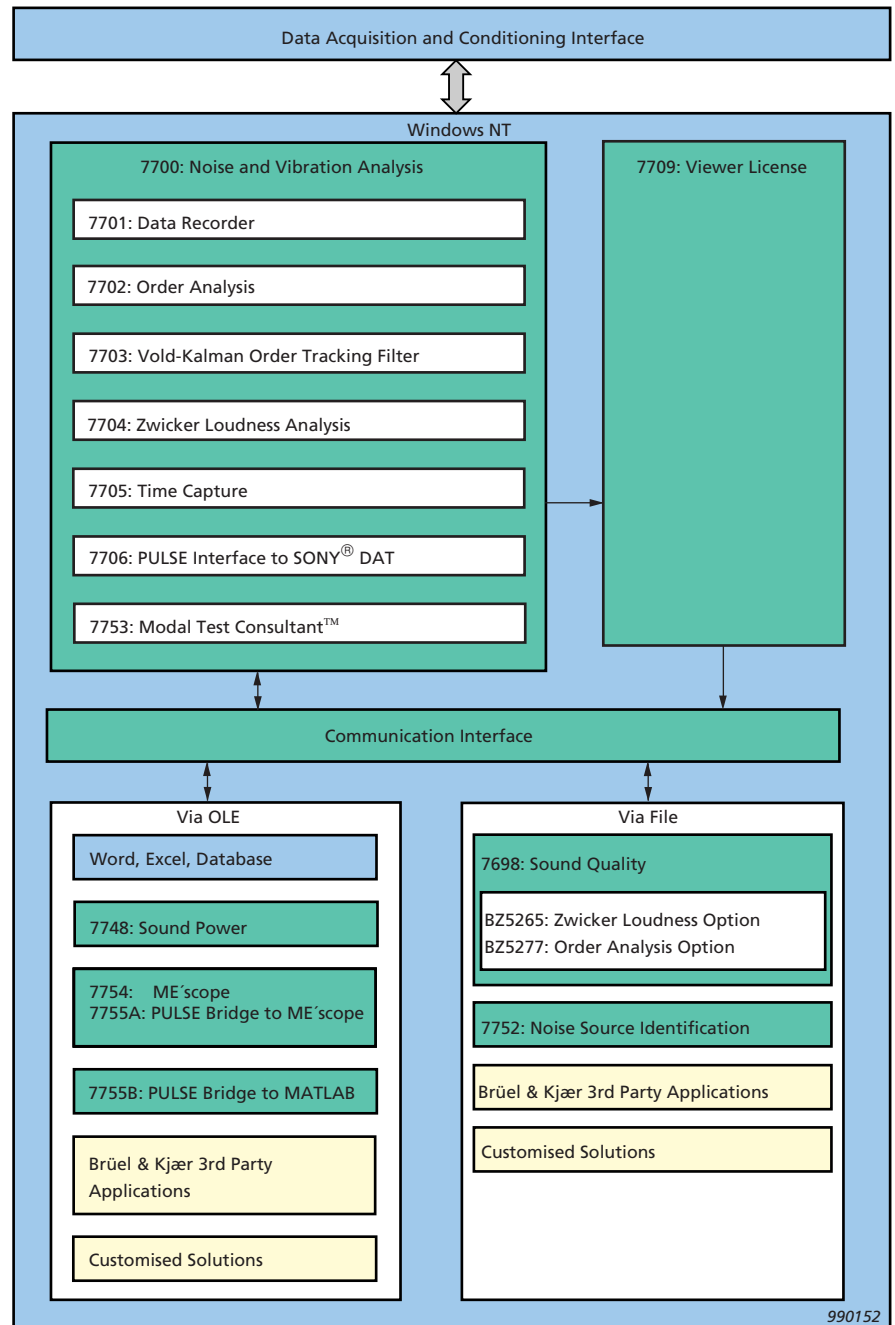 Data Acquisition and Conditioning Interface
Windows NT
7700: Noise and Vibration Analysis
7701: Data Recorder
7702: Order Analysis
7703: Vold-Kalman Order Tracking Filter
7704: Zwicker Loudness Analysis
7705: Time Capture
7706: PULSE Interface to SONY® DAT
7753: Modal Test Consultant™
7709: Viewer License
Communication Interface
Via OLE
Word, Excel, Database
7748: Sound Power
7754: ME´scope
7755A: PULSE Bridge to ME´scope
7755B: PULSE Bridge to MATLAB
Brüel & Kjær 3rd Party
Applications
Customised Solutions
Via File
7698: Sound Quality
BZ5265: Zwicker Loudness Option
BZ5277: Order Analysis Option
7752: Noise Source Identification
Brüel & Kjær 3rd Party Applications
Customised Solutions
990152